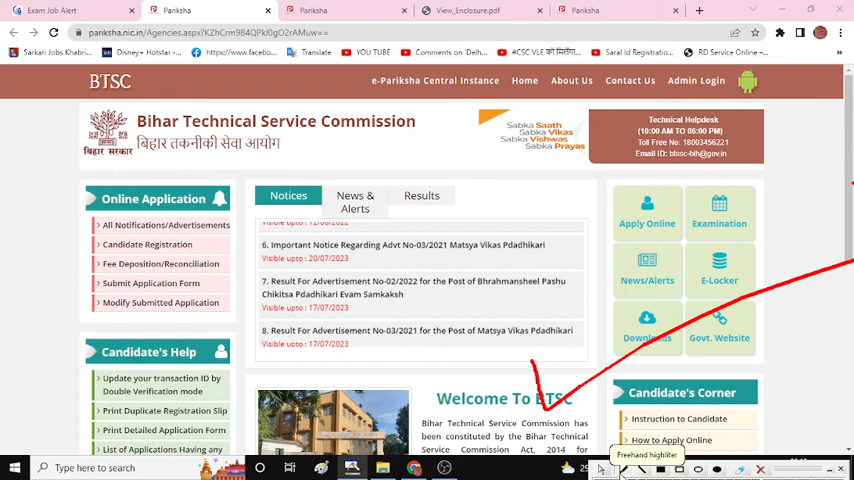 Exam Job Alert
Pariksha
Pariksha
View_Enclosure.pdf
Pariksha
pariksha.nic.in/Agencies.aspx?KZhCrm984QPkl0gO2rAMuw==
Sarkari Jobs Khabri...
Disney+ Hotstar -...
https://www.facebo...
Translate
YOU TUBE
Comments on 'Delh...
#CSC VLE को मिलेगा...
Saral Id Registratio...
RD Service Online –...
BTSC
e-Pariksha Central Instance
Home
About Us
Contact Us
Admin Login
बिहार सरकार
Bihar Technical Service Commission
बिहार तकनीकी सेवा आयोग
Sabka Saath
Sabka Vikas
Sabka Vishwas
Sabka Prayas
Technical Helpdesk
(10:00 AM TO 06:00 PM)
Toll Free No: 18003456221
Email ID: btssc-bih@gov.in
Online Application
All Notifications/Advertisements
Candidate Registration
Fee Deposition/Reconciliation
Submit Application Form
Modify Submitted Application
Candidate's Help
Update your transaction ID by
Double Verification mode
Print Duplicate Registration Slip
Print Detailed Application Form
List of Applications Having any
Notices
News &
Alerts
Results
Visible upto : 12/08/2022
6. Important Notice Regarding Advt No-03/2021 Matsya Vikas Pdadhikari
Visible upto : 20/07/2023
7. Result For Advertisement No-02/2022 for the Post of Bhrahmansheel Pashu
Chikitsa Pdadhikari Evam Samkaksh
Visible upto : 17/07/2023
8. Result For Advertisement No-03/2021 for the Post of Matsya Vikas Pdadhikari
Visible upto : 17/07/2023
Welcome To BTSC
Bihar Technical Service Commission has
been constituted by the Bihar Technical
Service Commission Act, 2014 for
Apply Online
Examination
News/Alerts
E-Locker
Downloads
Govt. Website
Candidate's Corner
Instruction to Candidate
How to Apply Online
Freehand highliter
Type here to search